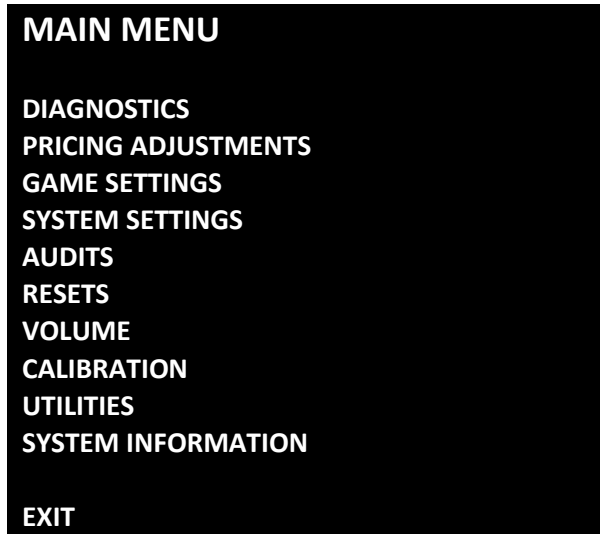 MAIN MENU
DIAGNOSTICS
PRICING ADJUSTMENTS
GAME SETTINGS
SYSTEM SETTINGS
AUDITS
RESETS
VOLUME
CALIBRATION
UTILITIES
SYSTEM INFORMATION
EXIT